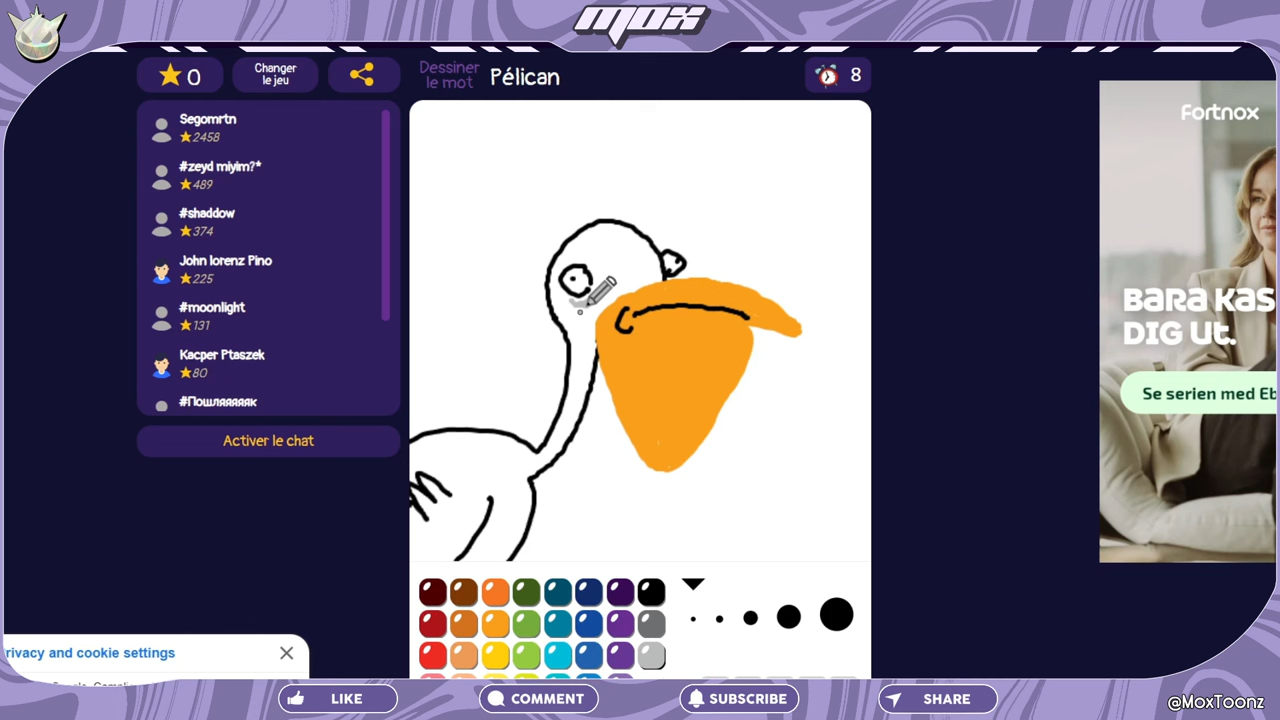 MOX
0
Changer
le jeu
Dessiner
le mot
Pélican
8
Segomrtn
2458
#zeyd miyim?*
489
#shaddow
374
John lorenz Pino
225
#moonlight
131
Kacper Ptaszek
80
#Пошляяяяяк
Activer le chat
Fortnox
Bara kas
dig ut.
Se serien med Eb
rivacy and cookie settings
LIKE
COMMENT
SUBSCRIBE
SHARE
@MoxToonz